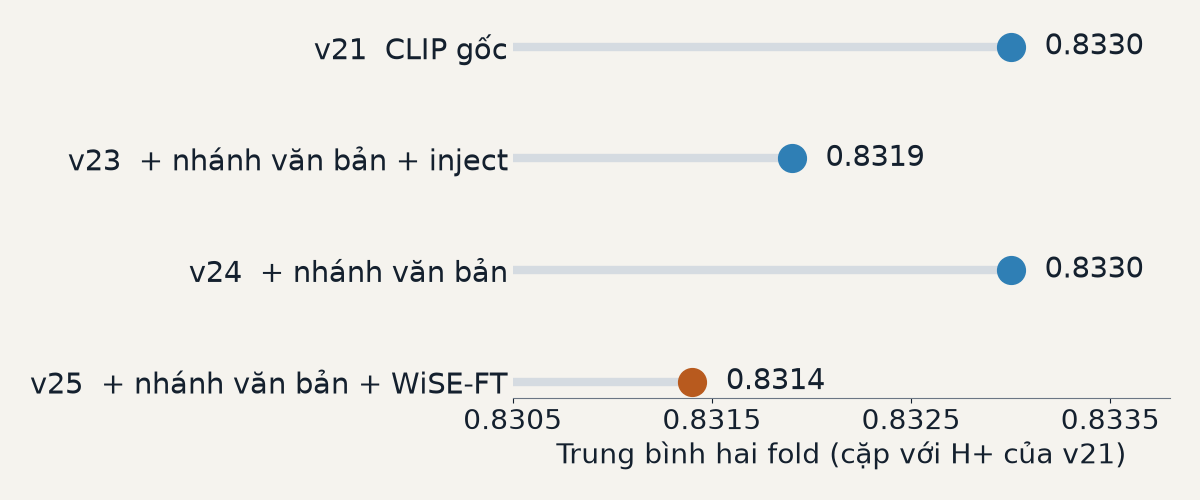 v21 CLIP gốc 0.8330
v23 + nhánh văn bản + inject 0.8319
v24 + nhánh văn bản 0.8330
v25 + nhánh văn bản + WiSE-FT 0.8314
0.8305 0.8315 0.8325 0.8335
Trung bình hai fold (cặp với H+ của v21)